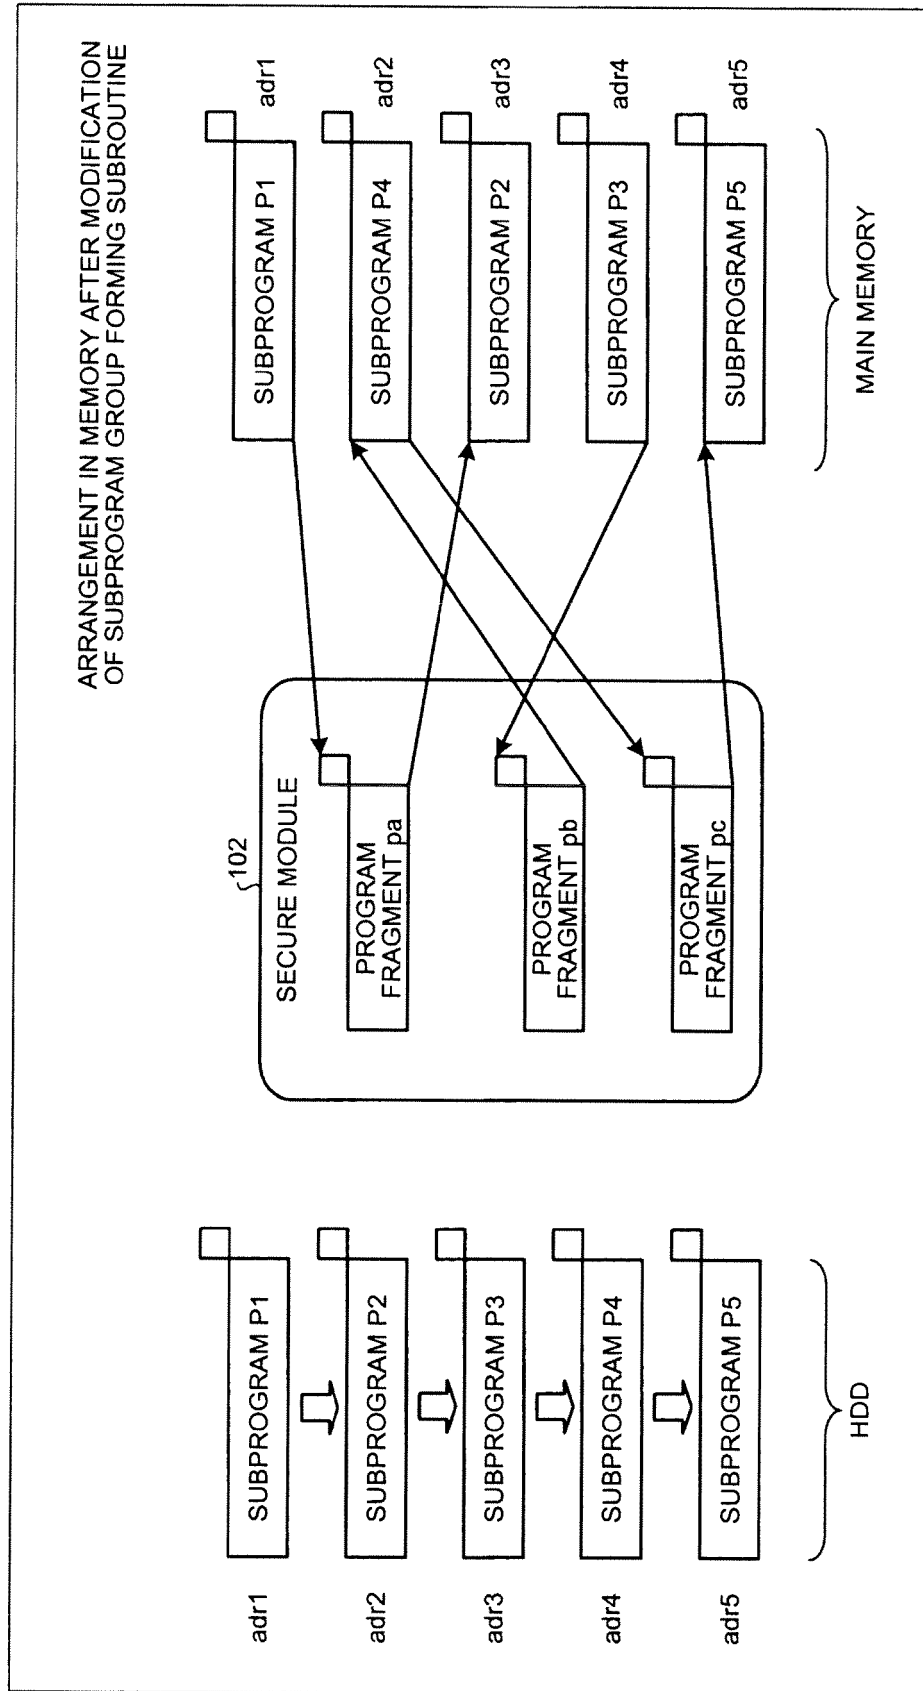 ARRANGEMENT IN MEMORY AFTER MODIFICATION
OF SUBPROGRAM GROUP FORMING SUBROUTINE
adr1
SUBPROGRAM P1
adr2
SUBPROGRAM P2
adr3
SUBPROGRAM P3
adr4
SUBPROGRAM P4
adr5
SUBPROGRAM P5
HDD
102
SECURE MODULE
PROGRAM
FRAGMENT pa
PROGRAM
FRAGMENT pb
PROGRAM
FRAGMENT pc
SUBPROGRAM P1
adr1
SUBPROGRAM P4
adr2
SUBPROGRAM P2
adr3
SUBPROGRAM P3
adr4
SUBPROGRAM P5
adr5
MAIN MEMORY